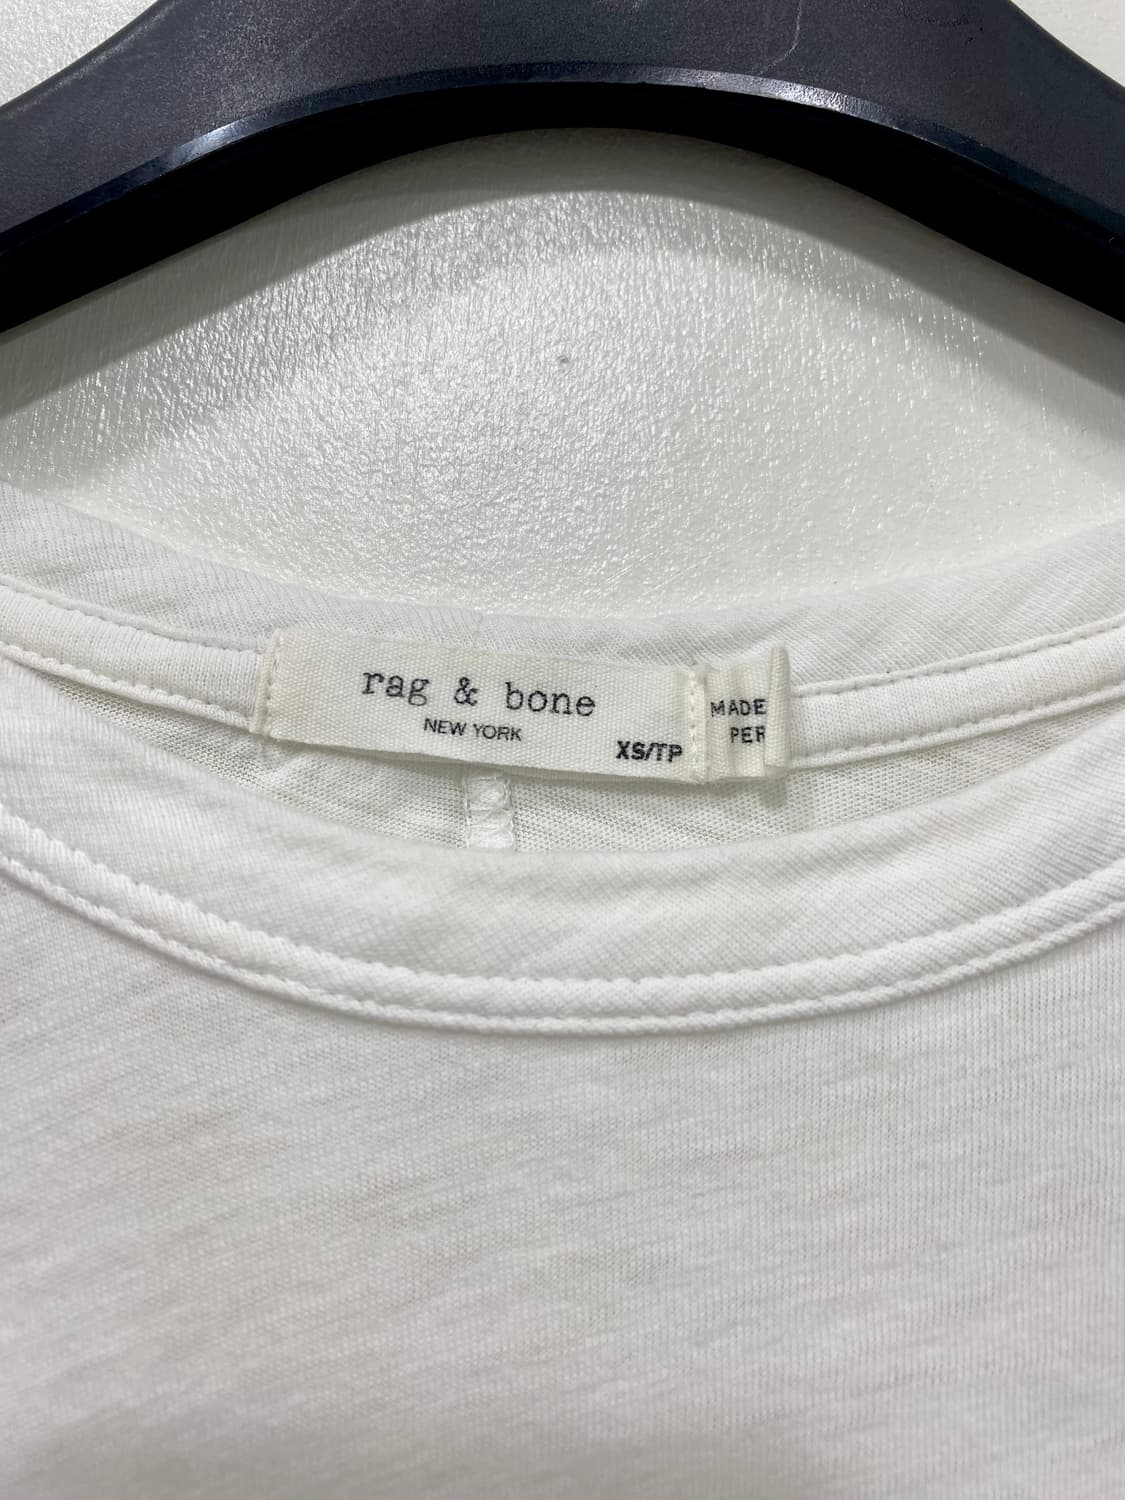 rag & bone
NEW YORK
XS/TP
MADE
PER